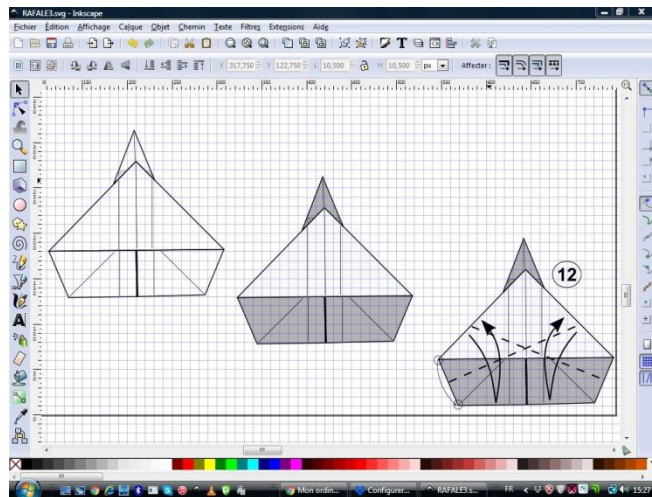 RAFALE3.svg - Inkscape
Fichier Édition Affichage Calque Objet Chemin Texte Filtres Extensions Aide
X 317,750 Y 122,750 L 10,500 H 10,500 px Affecter :
12
Mon ordin... Configurer... RAFALE3.s... FR 15:27